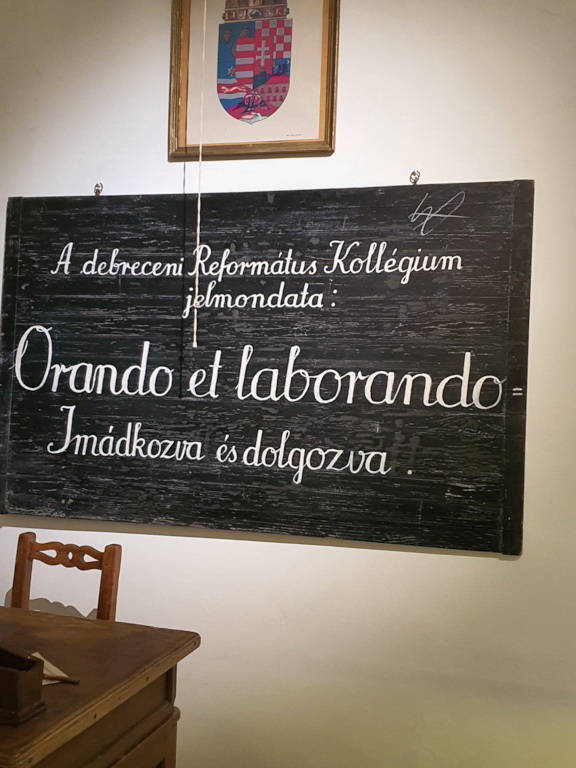 A debreceni Református Kollégium
jelmondata:
Orando et laborando=
Imádkozva és dolgozva.